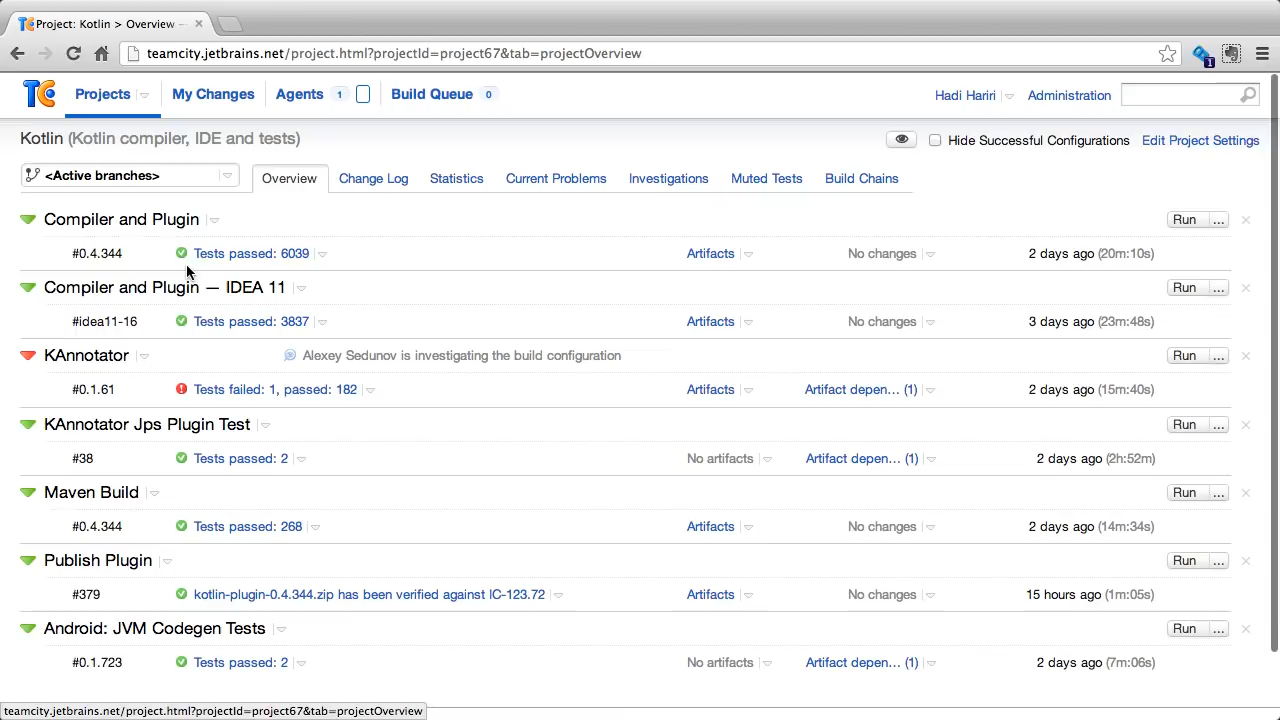 Project: Kotlin > Overview —
teamcity.jetbrains.net/project.html?projectId=project67&tab=projectOverview
1
TC Projects My Changes Agents 1 Build Queue 0 Hadi Hariri Administration
Kotlin (Kotlin compiler, IDE and tests) Hide Successful Configurations Edit Project Settings
<Active branches> Overview Change Log Statistics Current Problems Investigations Muted Tests Build Chains
Compiler and Plugin Run ...
#0.4.344 Tests passed: 6039 Artifacts No changes 2 days ago (20m:10s)
Compiler and Plugin — IDEA 11 Run ...
#idea11-16 Tests passed: 3837 Artifacts No changes 3 days ago (23m:48s)
KAnnotator Alexey Sedunov is investigating the build configuration Run ...
#0.1.61 Tests failed: 1, passed: 182 Artifacts Artifact depen... (1) 2 days ago (15m:40s)
KAnnotator Jps Plugin Test Run ...
#38 Tests passed: 2 No artifacts Artifact depen... (1) 2 days ago (2h:52m)
Maven Build Run ...
#0.4.344 Tests passed: 268 Artifacts No changes 2 days ago (14m:34s)
Publish Plugin Run ...
#379 kotlin-plugin-0.4.344.zip has been verified against IC-123.72 Artifacts No changes 15 hours ago (1m:05s)
Android: JVM Codegen Tests Run ...
#0.1.723 Tests passed: 2 No artifacts Artifact depen... (1) 2 days ago (7m:06s)
teamcity.jetbrains.net/project.html?projectId=project67&tab=projectOverview